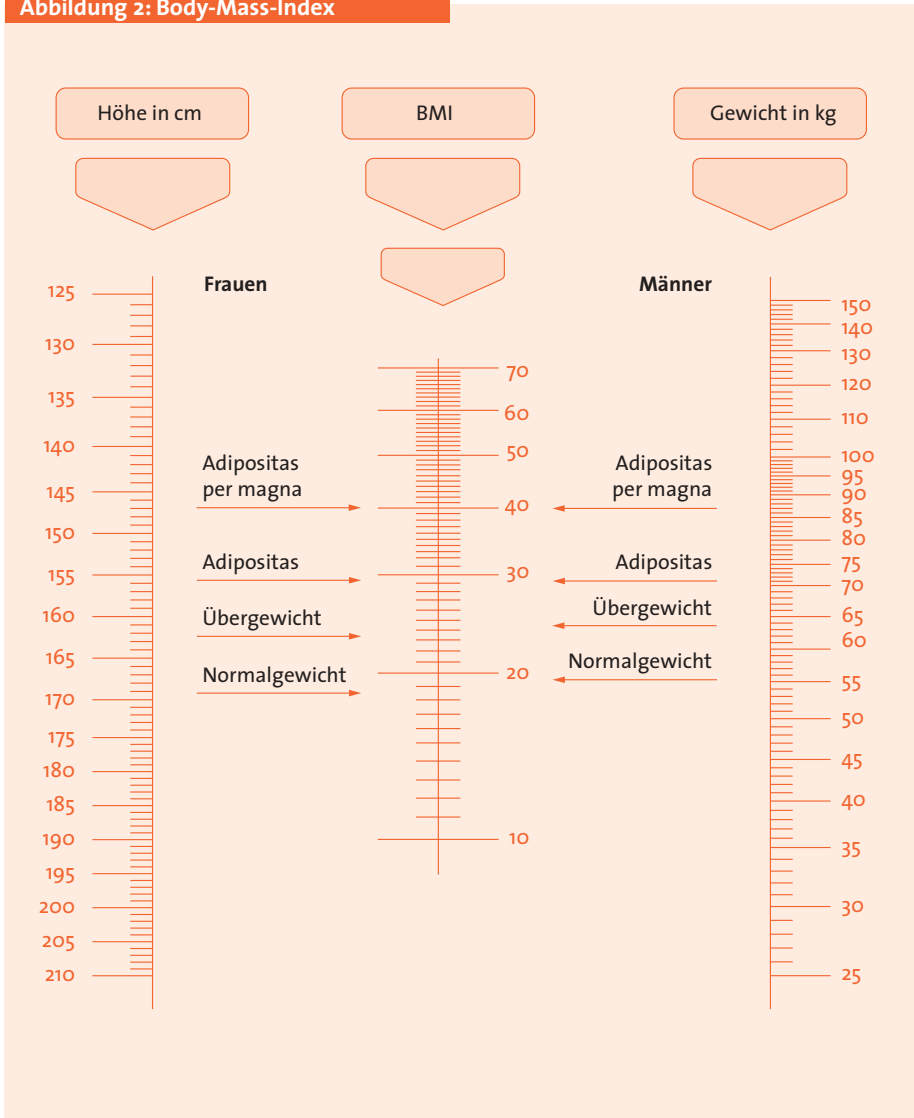 Abbildung 2: Body-Mass-Index
Höhe in cm
BMI
Gewicht in kg
Frauen
Männer
125
130
135
140
145
150
155
160
165
170
175
180
185
190
195
200
205
210
Adipositas
per magna
Adipositas
Übergewicht
Normalgewicht
70
60
50
40
30
20
10
Adipositas
per magna
Adipositas
Übergewicht
Normalgewicht
150
140
130
120
110
100
95
90
85
80
75
70
65
60
55
50
45
40
35
30
25